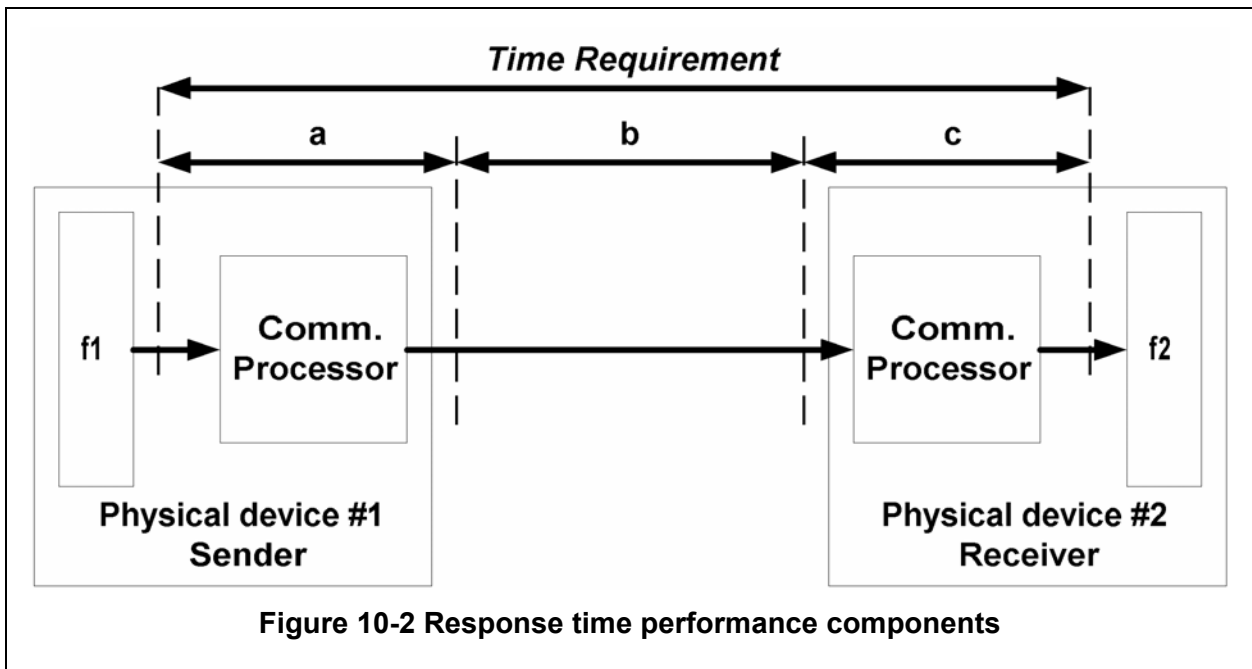 Time Requirement
a
b
c
f1
Comm.
Processor
Comm.
Processor
f2
Physical device #1
Sender
Physical device #2
Receiver
Figure 10-2 Response time performance components